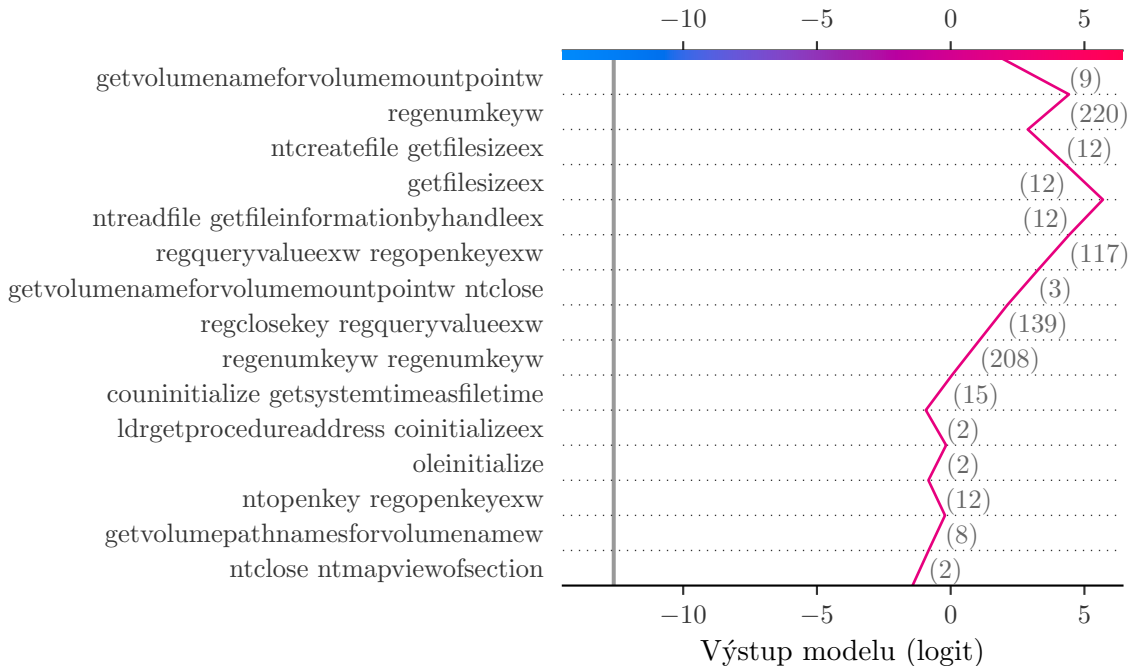 −10 −5 0 5
getvolumenameforvolumemountpointw (9)
regenumkeyw (220)
ntcreatefile getfilesizeex (12)
getfilesizeex (12)
ntreadfile getfileinformationbyhandleex (12)
regqueryvalueexw regopenkeyexw (117)
getvolumenameforvolumemountpointw ntclose (3)
regclosekey regqueryvalueexw (139)
regenumkeyw regenumkeyw (208)
couninitialize getsystemtimeasfiletime (15)
ldrgetprocedureaddress coinitializeex (2)
oleinitialize (2)
ntopenkey regopenkeyexw (12)
getvolumepathnamesforvolumenamew (8)
ntclose ntmapviewofsection (2)
−10 −5 0 5
Výstup modelu (logit)